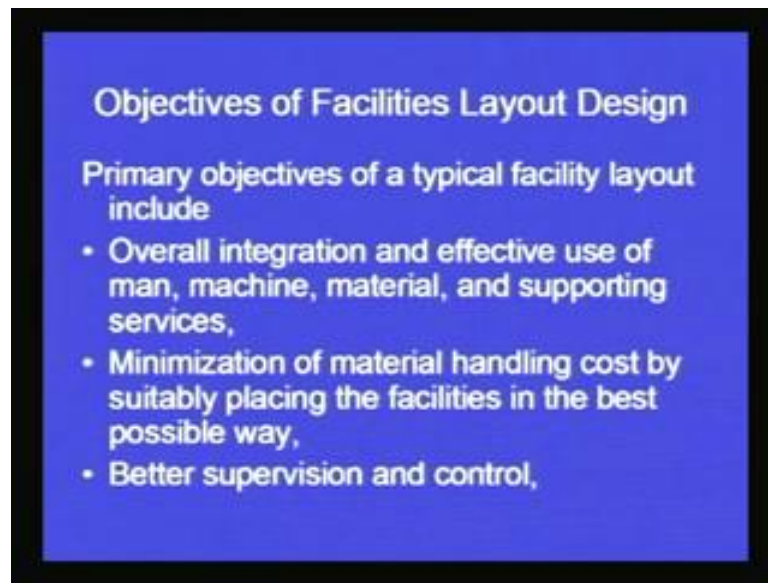 Objectives of Facilities Layout Design
Primary objectives of a typical facility layout
include
• Overall integration and effective use of
man, machine, material, and supporting
services,
• Minimization of material handling cost by
suitably placing the facilities in the best
possible way,
• Better supervision and control,